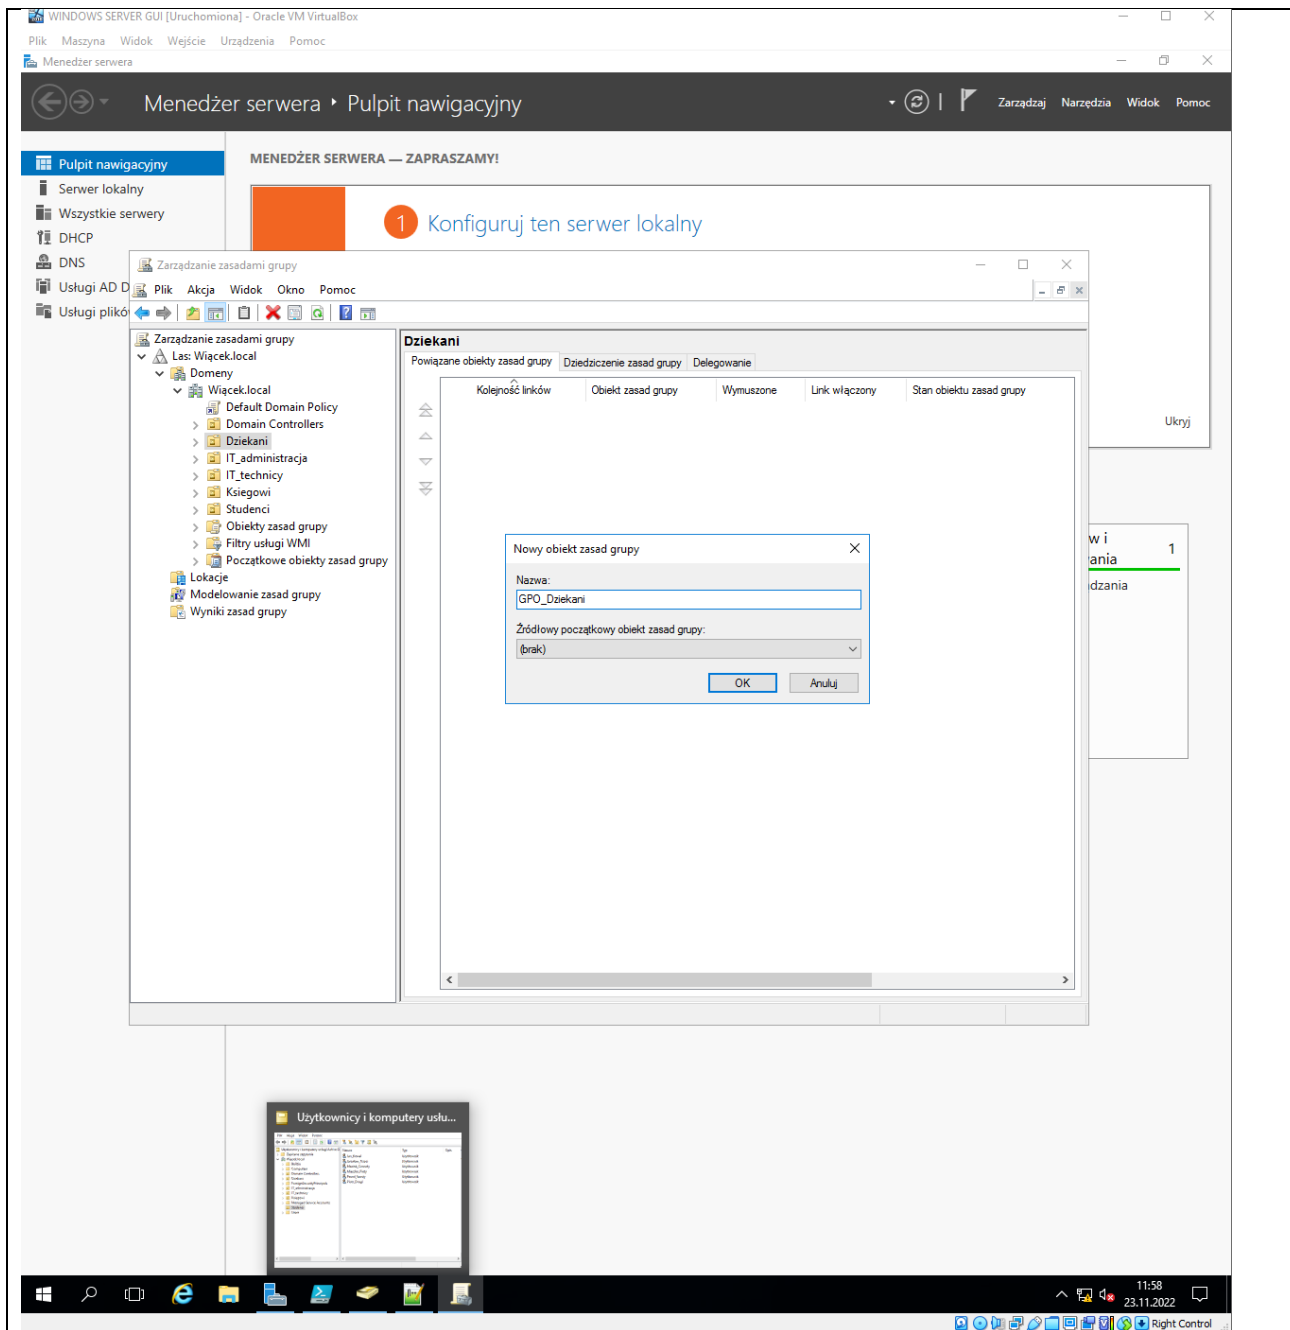 WINDOWS SERVER GUI [Uruchomiona] - Oracle VM VirtualBox
Plik Maszyna Widok Wejście Urządzenia Pomoc
Menedżer serwera
Menedżer serwera ‣ Pulpit nawigacyjny
Zarządzaj Narzędzia Widok Pomoc
Pulpit nawigacyjny
Serwer lokalny
Wszystkie serwery
DHCP
DNS
Usługi AD D
Usługi plikó
MENEDŻER SERWERA — ZAPRASZAMY!
1 Konfiguruj ten serwer lokalny
Ukryj
Zarządzanie zasadami grupy
Plik Akcja Widok Okno Pomoc
Zarządzanie zasadami grupy
Las: Wiącek.local
Domeny
Wiącek.local
Default Domain Policy
Domain Controllers
Dziekani
IT_administracja
IT_technicy
Ksiegowi
Studenci
Obiekty zasad grupy
Filtry usługi WMI
Początkowe obiekty zasad grupy
Lokacje
Modelowanie zasad grupy
Wyniki zasad grupy
Dziekani
Powiązane obiekty zasad grupy Dziedziczenie zasad grupy Delegowanie
Kolejność linków Obiekt zasad grupy Wymuszone Link włączony Stan obiektu zasad grupy
Nowy obiekt zasad grupy
Nazwa:
GPO_Dziekani
Źródłowy początkowy obiekt zasad grupy:
(brak)
OK Anuluj
w i
ania 1
dzania
Użytkownicy i komputery usłu...
11:58
23.11.2022
Right Control